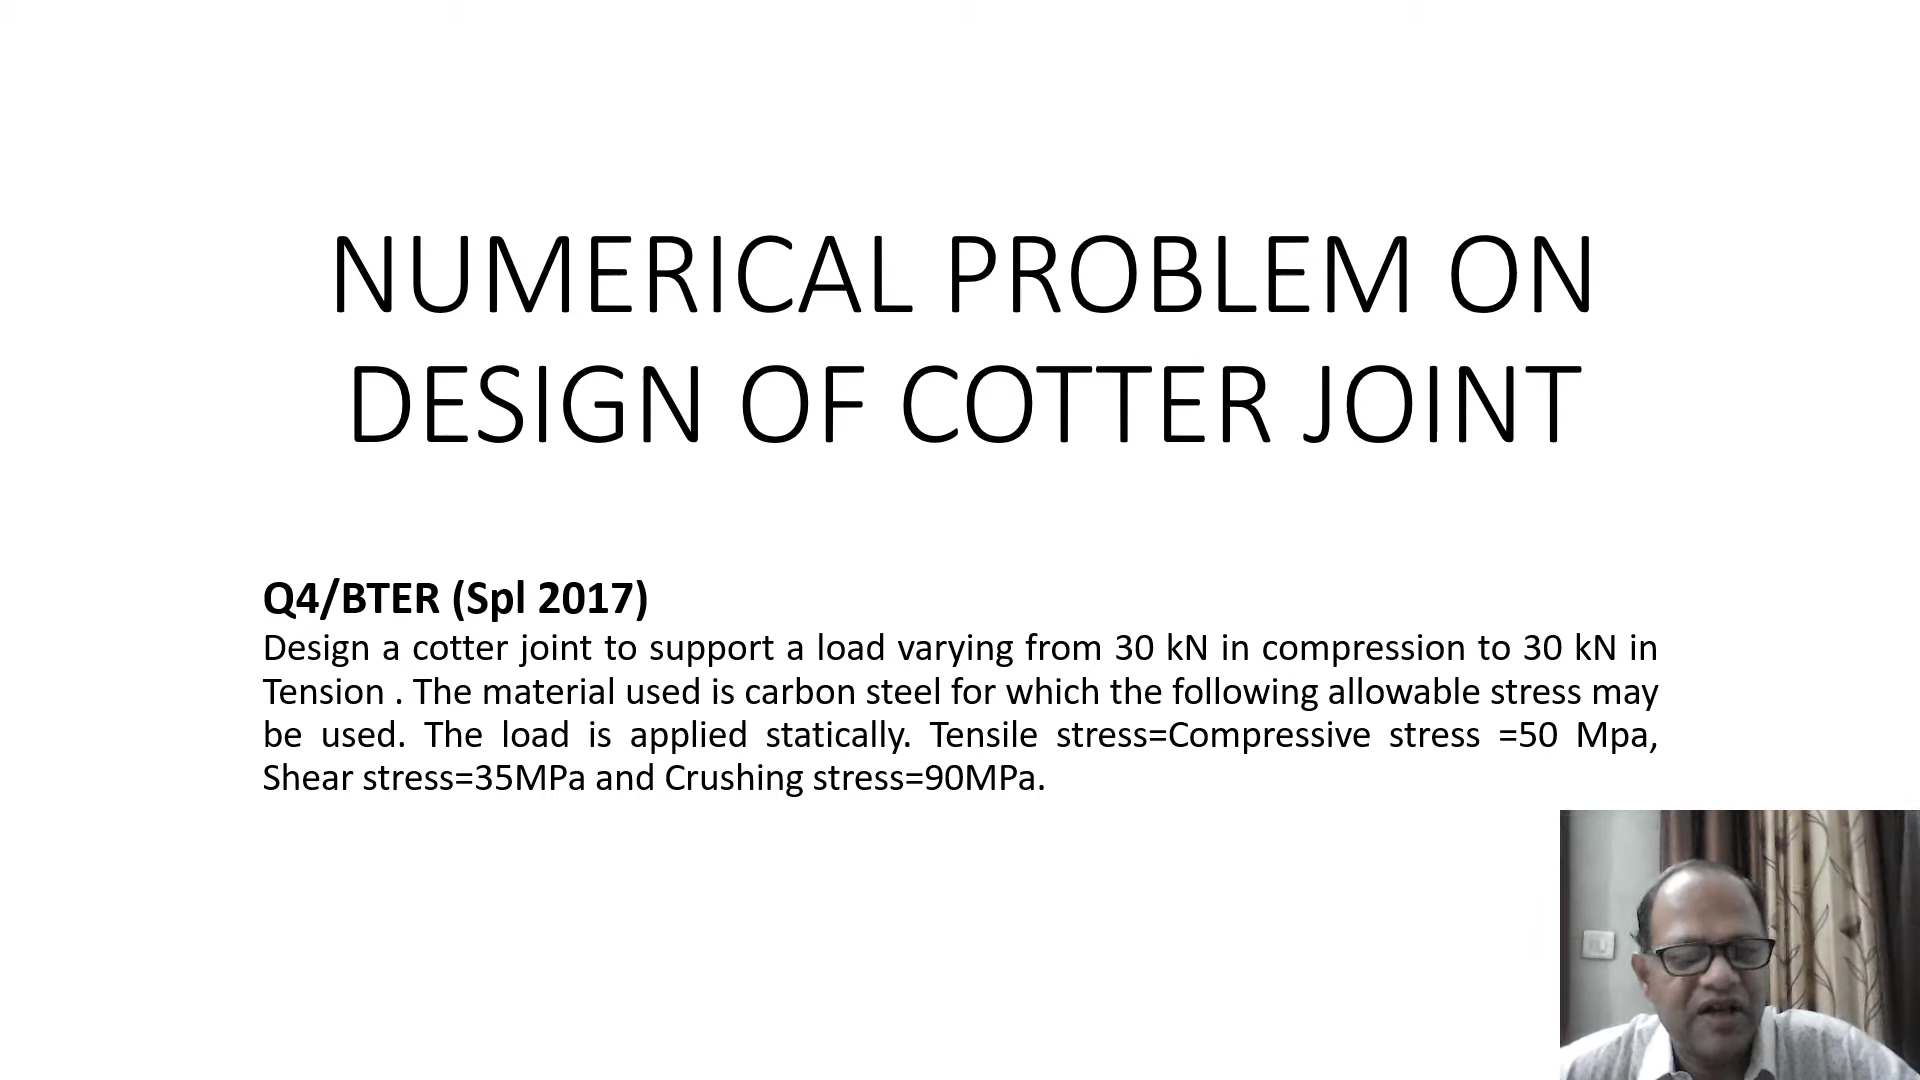 NUMERICAL PROBLEM ON
DESIGN OF COTTER JOINT
Q4/BTER (Spl 2017)
Design a cotter joint to support a load varying from 30 kN in compression to 30 kN in
Tension . The material used is carbon steel for which the following allowable stress may
be used. The load is applied statically. Tensile stress=Compressive stress =50 Mpa,
Shear stress=35MPa and Crushing stress=90MPa.